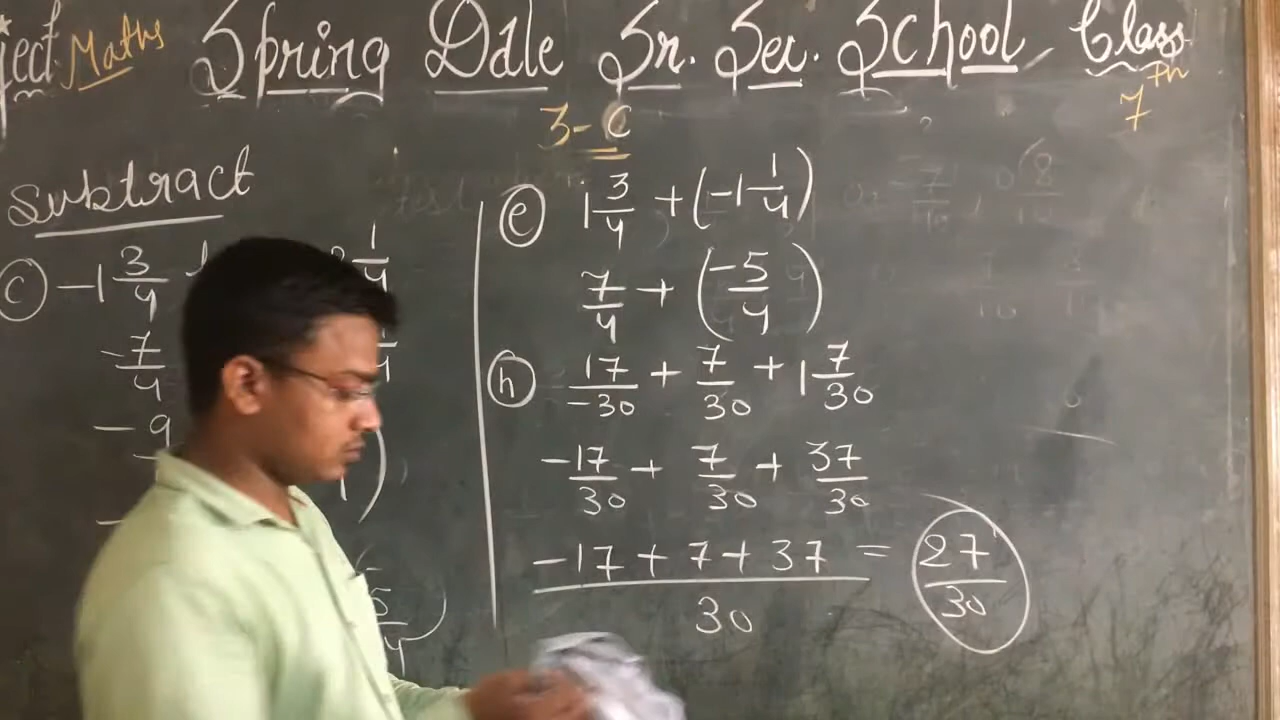 Maths Spring Dale Sr. Sec. School, Class
7th
3-C
Subtract
(c) -1 3/4
-7/4
-9
(e) 1 3/4 + (-1 1/4)
7/4 + (-5/4)
(h) 17/-30 + 7/30 + 1 7/30
-17/30 + 7/30 + 37/30
-17 + 7 + 37 / 30 = 27/30